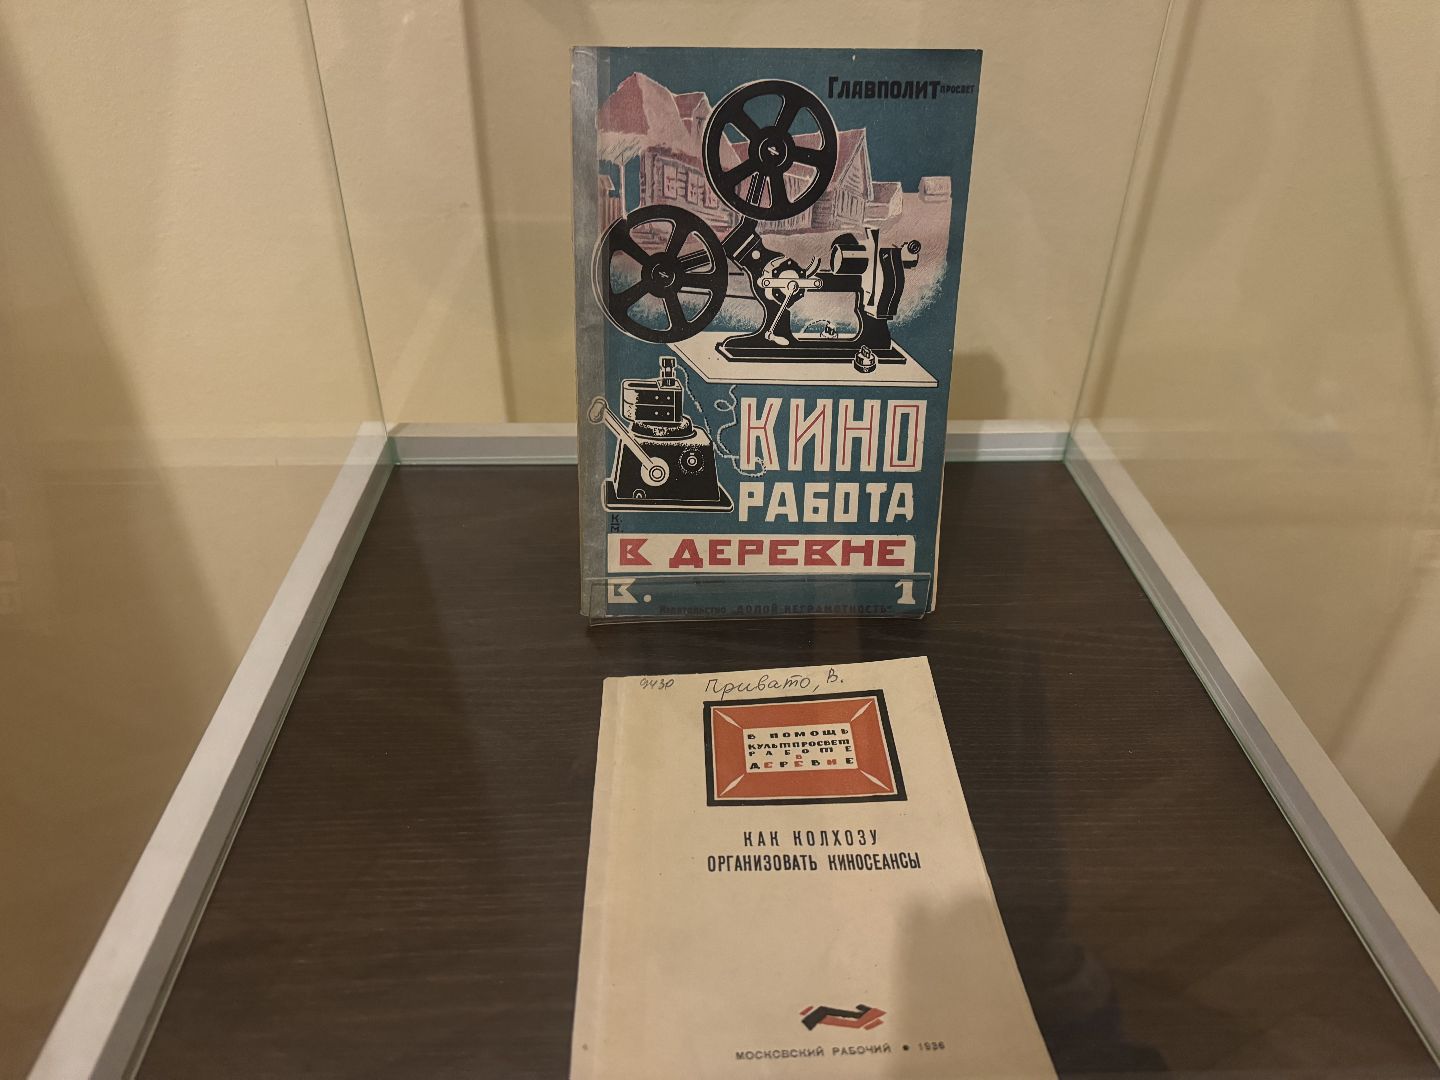 Главполитпросвет
КИНО
РАБОТА
В ДЕРЕВНЕ
К.
М.
В. 1
Издательство "ДОЛОЙ НЕГРАМОТНОСТЬ"
9430 Привато, В.
В ПОМОЩЬ
КУЛЬТПРОСВЕТ
РАБОТЕ
В
ДЕРЕВНЕ
КАК КОЛХОЗУ
ОРГАНИЗОВАТЬ КИНОСЕАНСЫ
МОСКОВСКИЙ РАБОЧИЙ • 1936